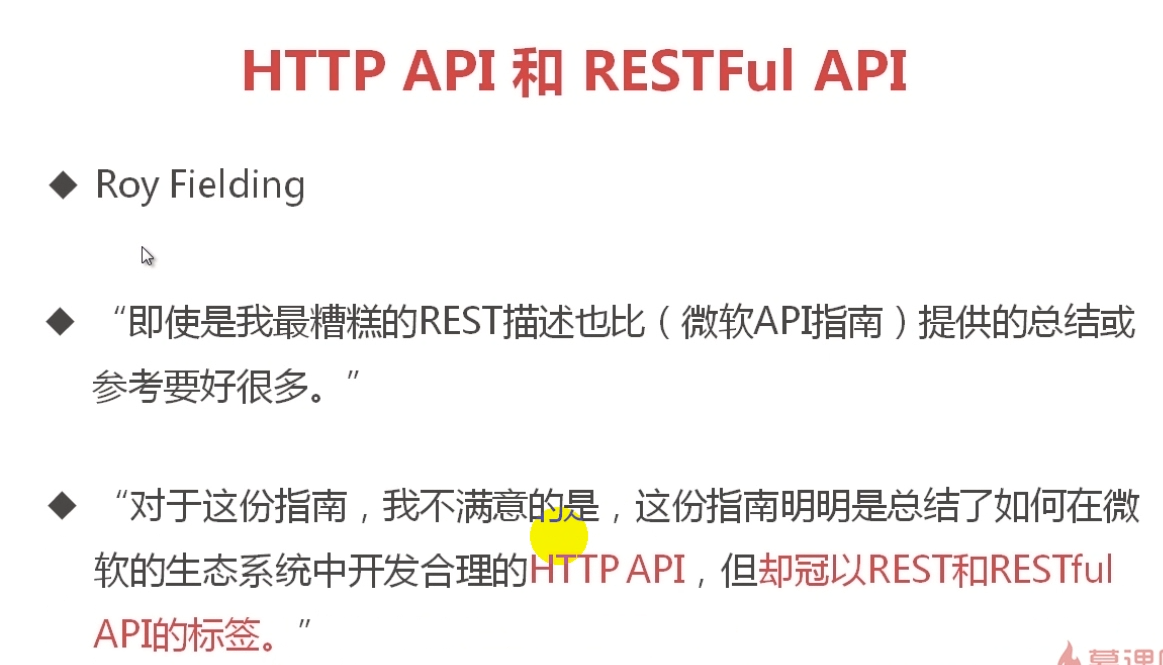 HTTP API 和 RESTFul API
◆ Roy Fielding
◆ “即使是我最糟糕的REST描述也比（微软API指南）提供的总结或
参考要好很多。”
◆ “对于这份指南，我不满意的是，这份指南明明是总结了如何在微
软的生态系统中开发合理的HTTP API，但却冠以REST和RESTful
API的标签。”
慕课